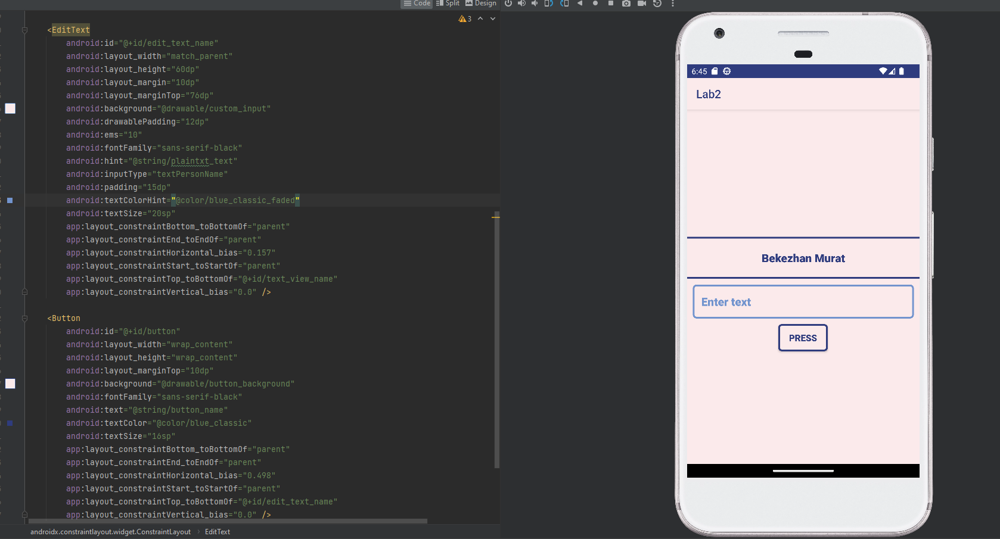 Code Split Design
3
<EditText
android:id="@+id/edit_text_name"
android:layout_width="match_parent"
android:layout_height="60dp"
android:layout_margin="10dp"
android:layout_marginTop="76dp"
android:background="@drawable/custom_input"
android:drawablePadding="12dp"
android:ems="10"
android:fontFamily="sans-serif-black"
android:hint="@string/plaintxt_text"
android:inputType="textPersonName"
android:padding="15dp"
android:textColorHint="@color/blue_classic_faded"
android:textSize="20sp"
app:layout_constraintBottom_toBottomOf="parent"
app:layout_constraintEnd_toEndOf="parent"
app:layout_constraintHorizontal_bias="0.157"
app:layout_constraintStart_toStartOf="parent"
app:layout_constraintTop_toBottomOf="@+id/text_view_name"
app:layout_constraintVertical_bias="0.0" />
<Button
android:id="@+id/button"
android:layout_width="wrap_content"
android:layout_height="wrap_content"
android:layout_marginTop="10dp"
android:background="@drawable/button_background"
android:fontFamily="sans-serif-black"
android:text="@string/button_name"
android:textColor="@color/blue_classic"
android:textSize="16sp"
app:layout_constraintBottom_toBottomOf="parent"
app:layout_constraintEnd_toEndOf="parent"
app:layout_constraintHorizontal_bias="0.498"
app:layout_constraintStart_toStartOf="parent"
app:layout_constraintTop_toBottomOf="@+id/edit_text_name"
app:layout_constraintVertical_bias="0.0" />
androidx.constraintlayout.widget.ConstraintLayout › EditText
6:45
Lab2
Bekezhan Murat
Enter text
PRESS